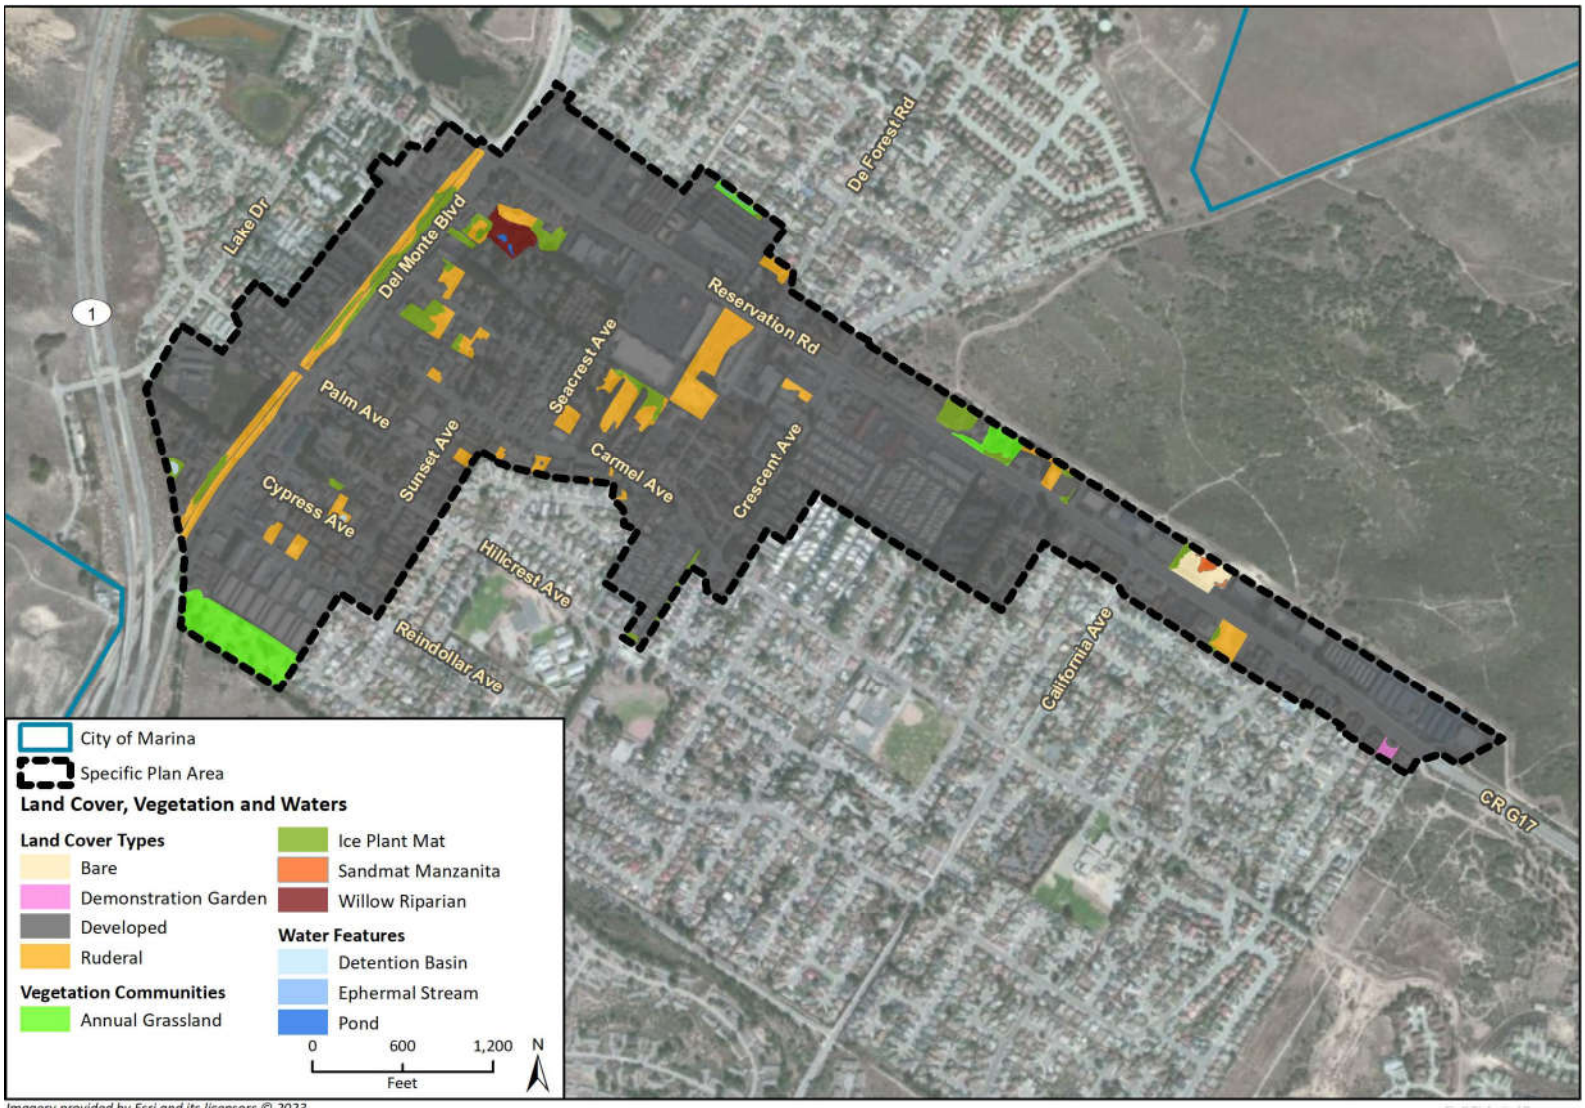 De Forest Rd
Lake Dr
Del Monte Blvd
1
Reservation Rd
Seacrest Ave
Palm Ave
Sunset Ave
Carmel Ave
Crescent Ave
Cypress Ave
Hillcrest Ave
Reindollar Ave
California Ave
CR G17
City of Marina
Specific Plan Area
Land Cover, Vegetation and Waters
Land Cover Types
Bare
Demonstration Garden
Developed
Ruderal
Vegetation Communities
Annual Grassland
Ice Plant Mat
Sandmat Manzanita
Willow Riparian
Water Features
Detention Basin
Ephermal Stream
Pond
0 600 1,200
Feet
N
Imagery provided by Esri and its licensors © 2023